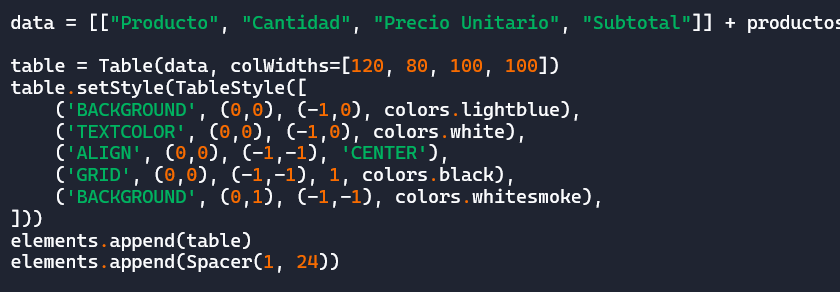 data = [["Producto", "Cantidad", "Precio Unitario", "Subtotal"]] + productos
table = Table(data, colWidths=[120, 80, 100, 100])
table.setStyle(TableStyle([
    ('BACKGROUND', (0,0), (-1,0), colors.lightblue),
    ('TEXTCOLOR', (0,0), (-1,0), colors.white),
    ('ALIGN', (0,0), (-1,-1), 'CENTER'),
    ('GRID', (0,0), (-1,-1), 1, colors.black),
    ('BACKGROUND', (0,1), (-1,-1), colors.whitesmoke),
]))
elements.append(table)
elements.append(Spacer(1, 24))